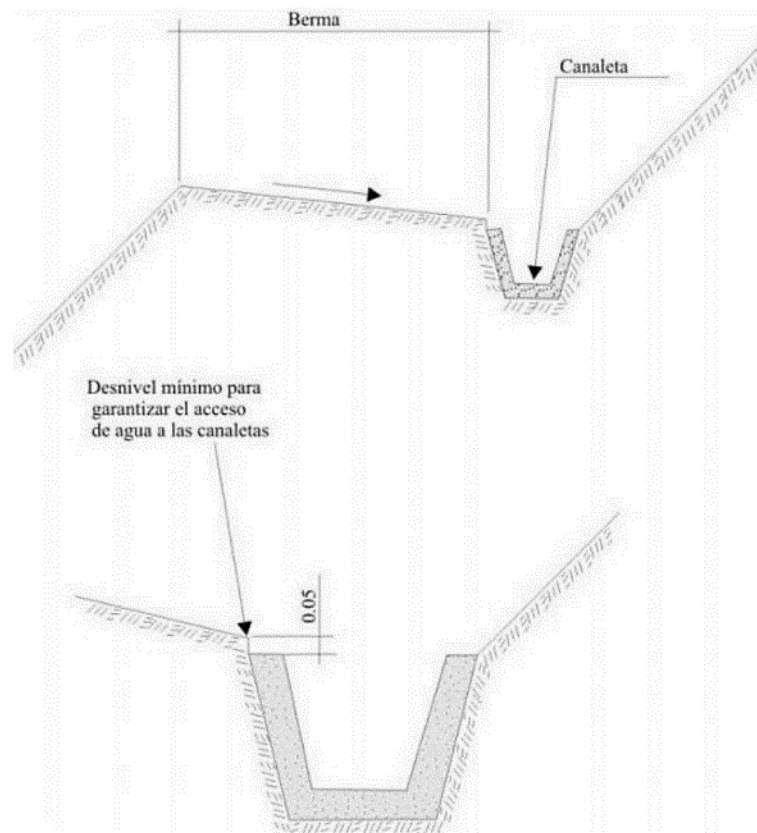 Berma
Canaleta
Desnivel mínimo para
garantizar el acceso
de agua a las canaletas
0.05